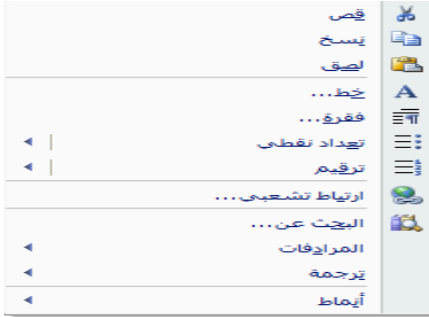 قص
نسخ
لصق
خط...
فقرة...
تعداد نقطي
ترقيم
ارتباط تشعبي...
البحث عن...
المرادفات
ترجمة
أنماط